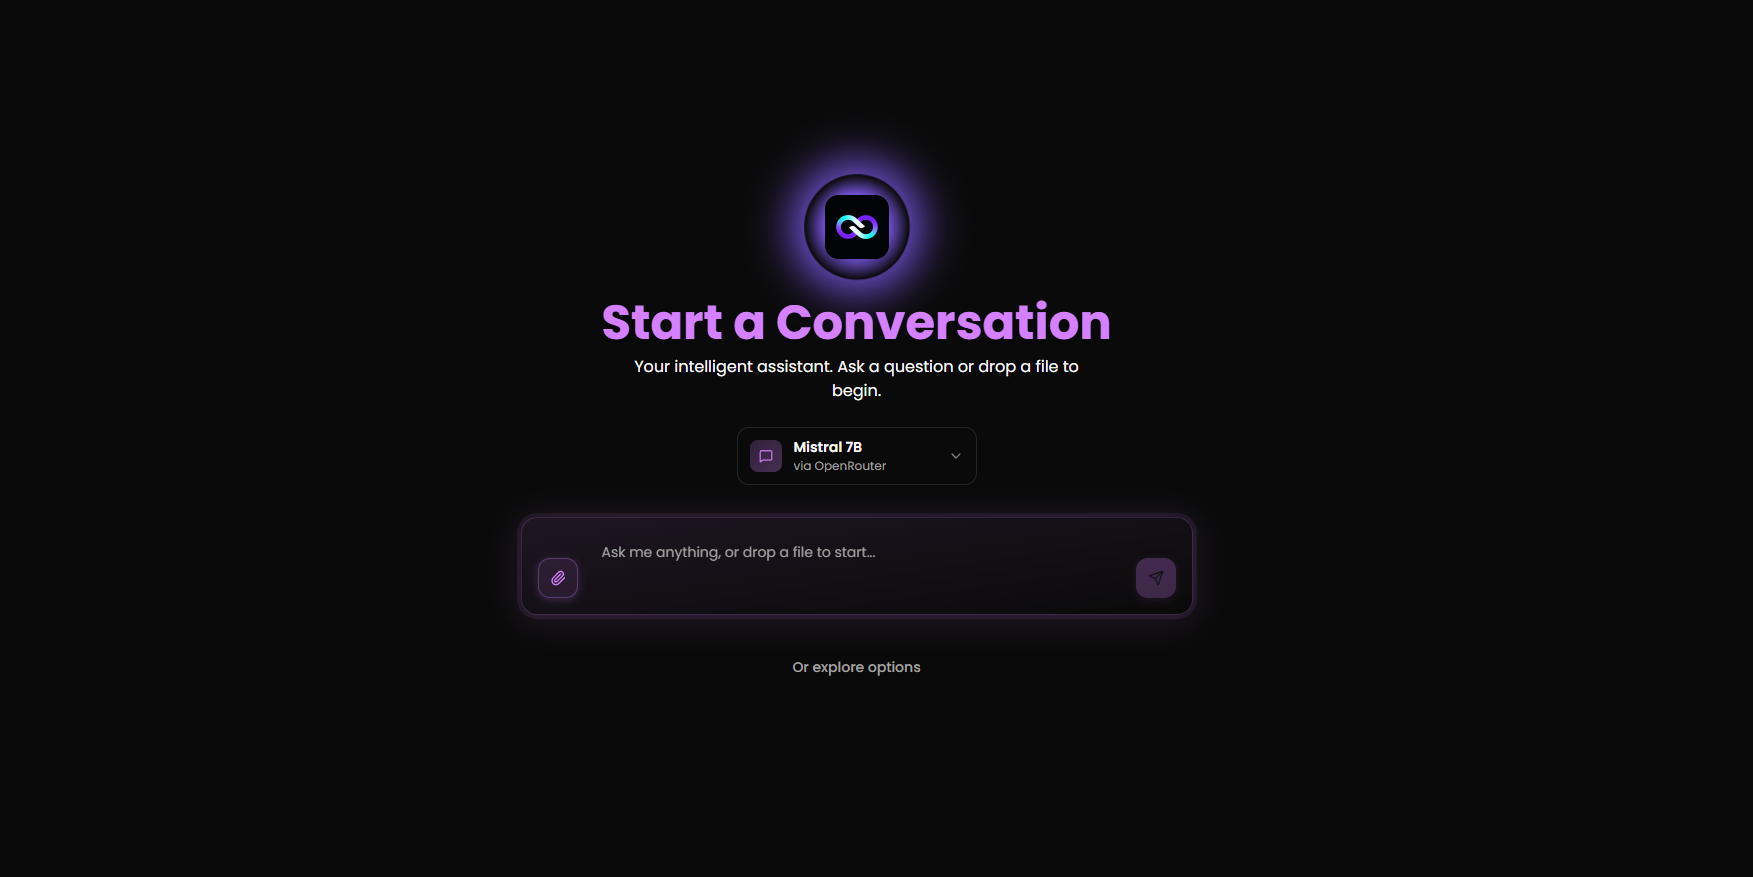 Start a Conversation
Your intelligent assistant. Ask a question or drop a file to
begin.
Mistral 7B
via OpenRouter
Ask me anything, or drop a file to start...
Or explore options